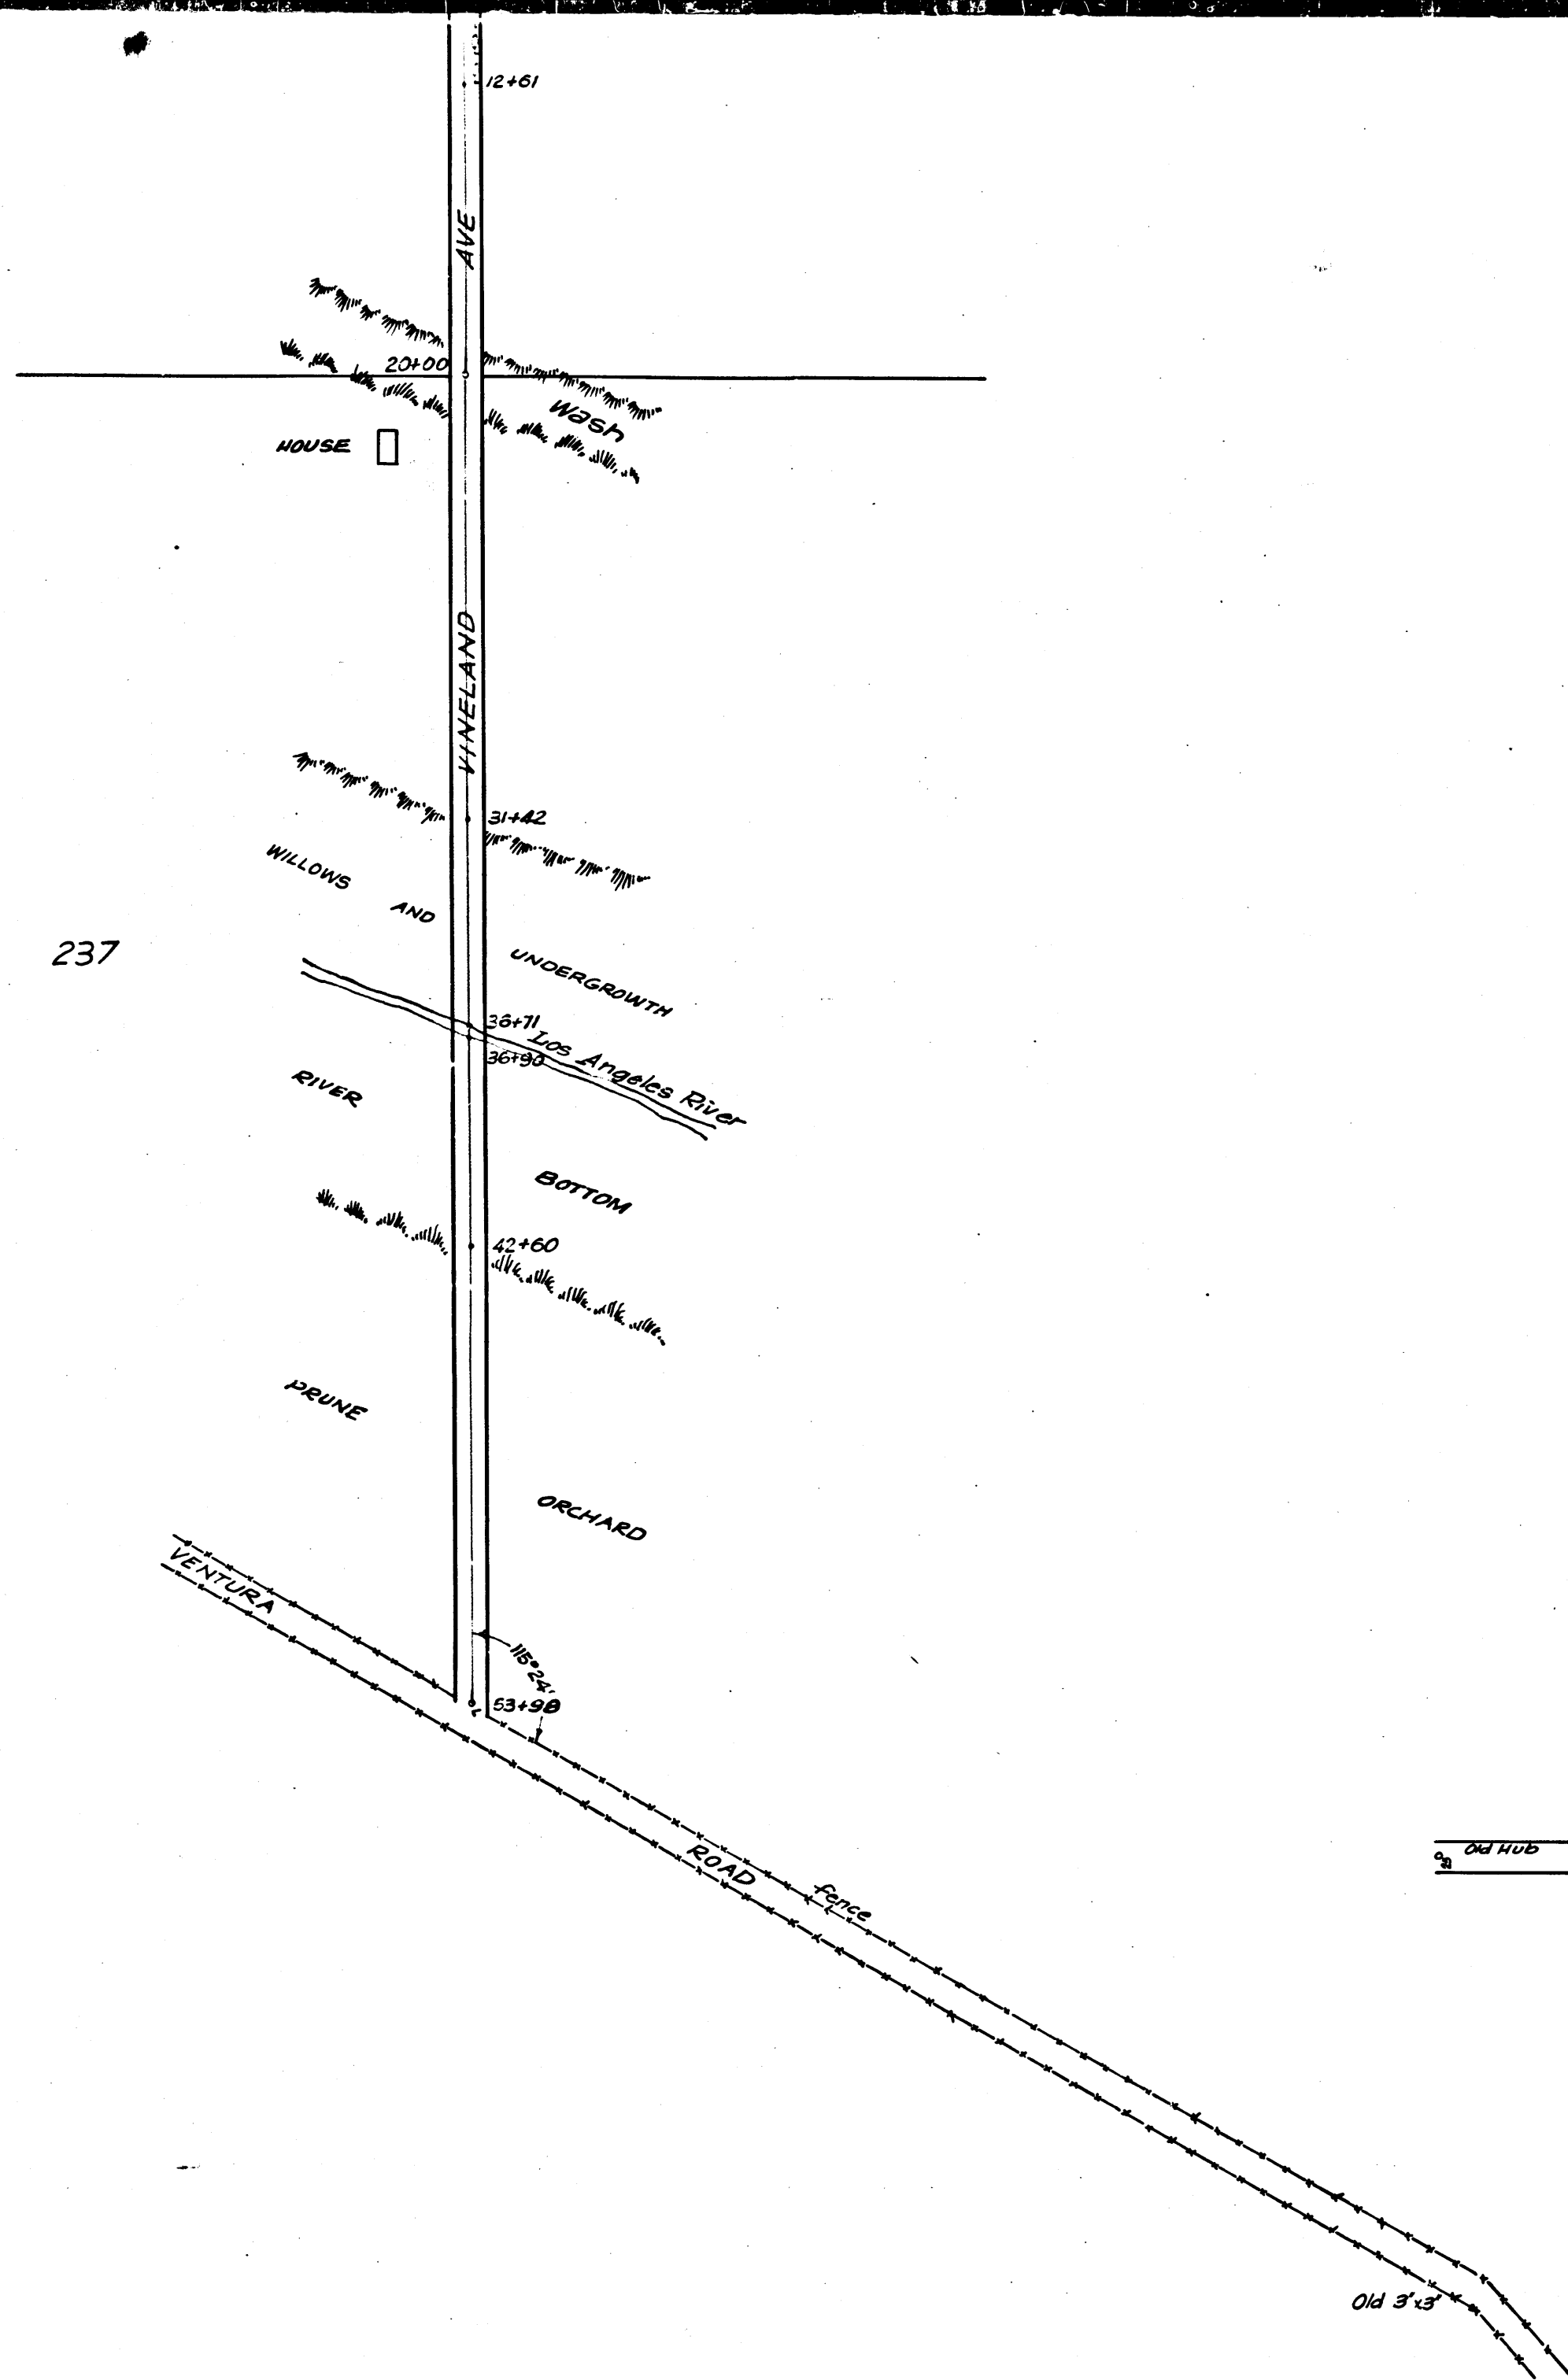 12+61
AVE
20+00
Wash
HOUSE
VINELAND
31+42
WILLOWS AND UNDERGROWTH
237
36+71
Los Angeles River
36+90
RIVER BOTTOM
42+60
PRUNE ORCHARD
VENTURA ROAD
115°24'
53+98
fence
Old Hub
Old 3"x3"